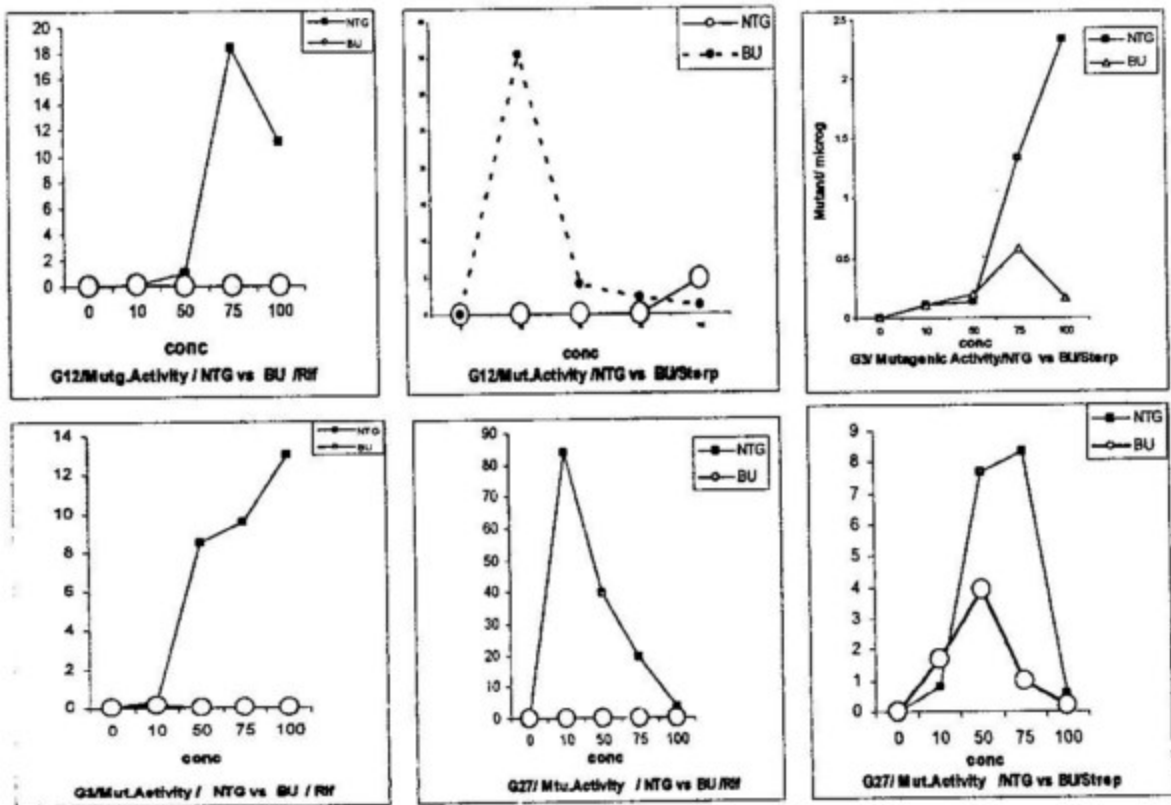 NTG
BU
20
18
16
14
12
10
8
6
4
2
0
0 10 50 75 100
conc
G12/Mutg.Activity / NTG vs BU /Rif
NTG
BU
conc
G12/Mut.Activity /NTG vs BU/Sterp
NTG
BU
Mutant/ microg
2.5
2
1.5
1
0.5
0
0 10 50 75 100
conc
G3/ Mutagenic Activity/NTG vs BU/Sterp
NTG
BU
14
12
10
8
6
4
2
0
0 10 50 75 100
conc
G3/Mut.Activity / NTG vs BU / Rif
NTG
BU
90
80
70
60
50
40
30
20
10
0
0 10 50 75 100
conc
G27/ Mtu.Activity / NTG vs BU /Rif
NTG
BU
9
8
7
6
5
4
3
2
1
0
0 10 50 75 100
conc
G27/ Mut.Activity /NTG vs BU/Strep